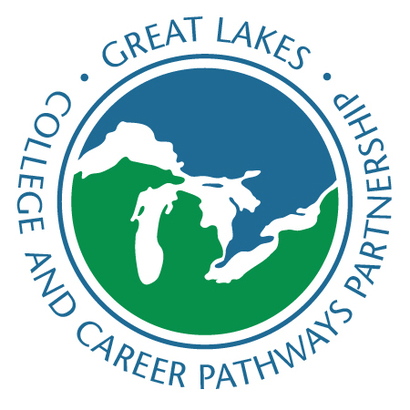 GREAT LAKES
COLLEGE AND CAREER PATHWAYS PARTNERSHIP